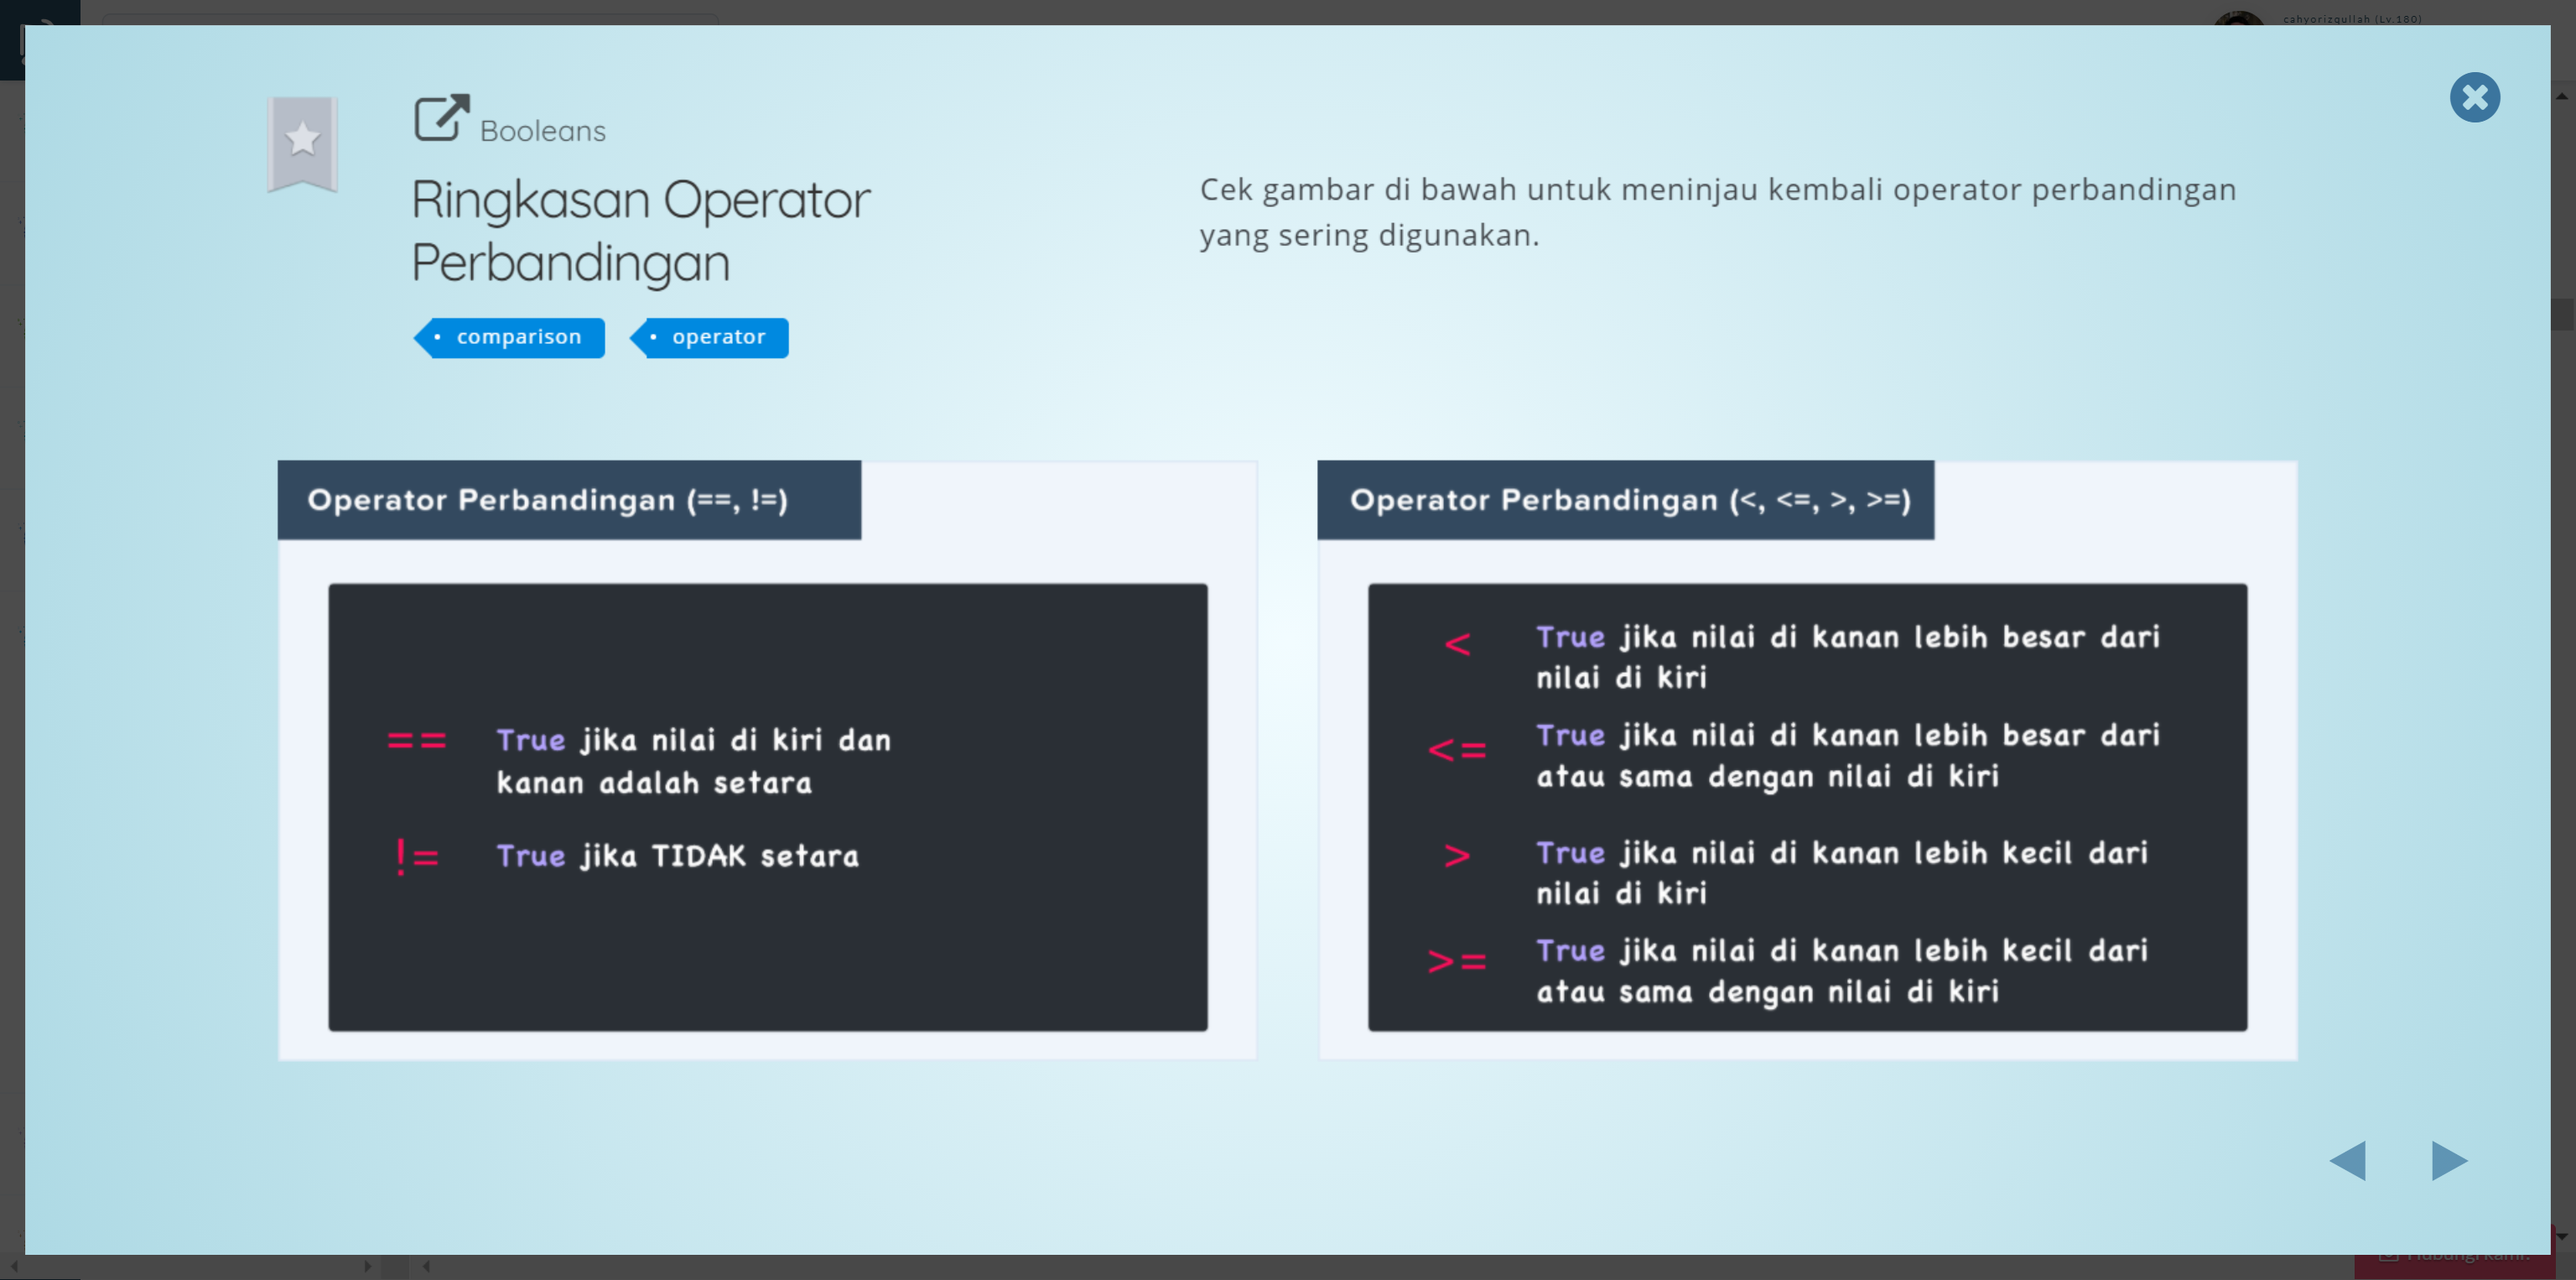 cahyorizqullah (Lv.180)
Booleans
Ringkasan Operator
Perbandingan
comparison
operator
Cek gambar di bawah untuk meninjau kembali operator perbandingan
yang sering digunakan.
Operator Perbandingan (==, !=)
== True jika nilai di kiri dan
kanan adalah setara
!= True jika TIDAK setara
Operator Perbandingan (<, <=, >, >=)
< True jika nilai di kanan lebih besar dari
nilai di kiri
<= True jika nilai di kanan lebih besar dari
atau sama dengan nilai di kiri
> True jika nilai di kanan lebih kecil dari
nilai di kiri
>= True jika nilai di kanan lebih kecil dari
atau sama dengan nilai di kiri